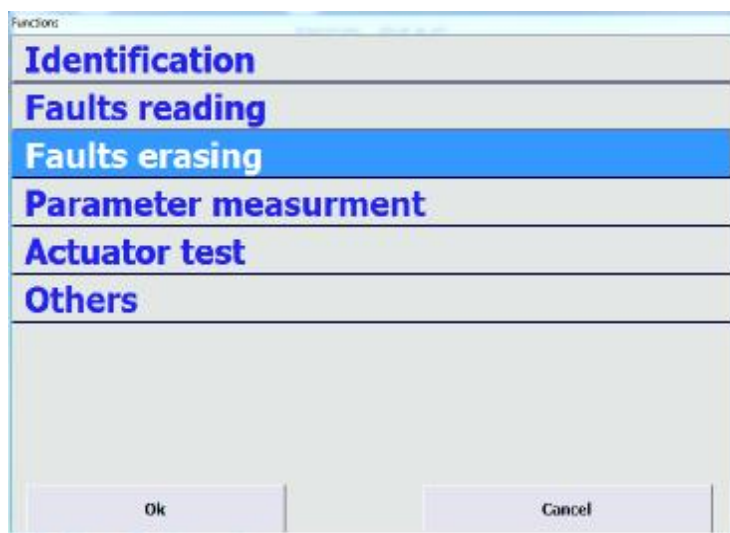 Functions
Identification
Faults reading
Faults erasing
Parameter measurment
Actuator test
Others
Ok
Cancel